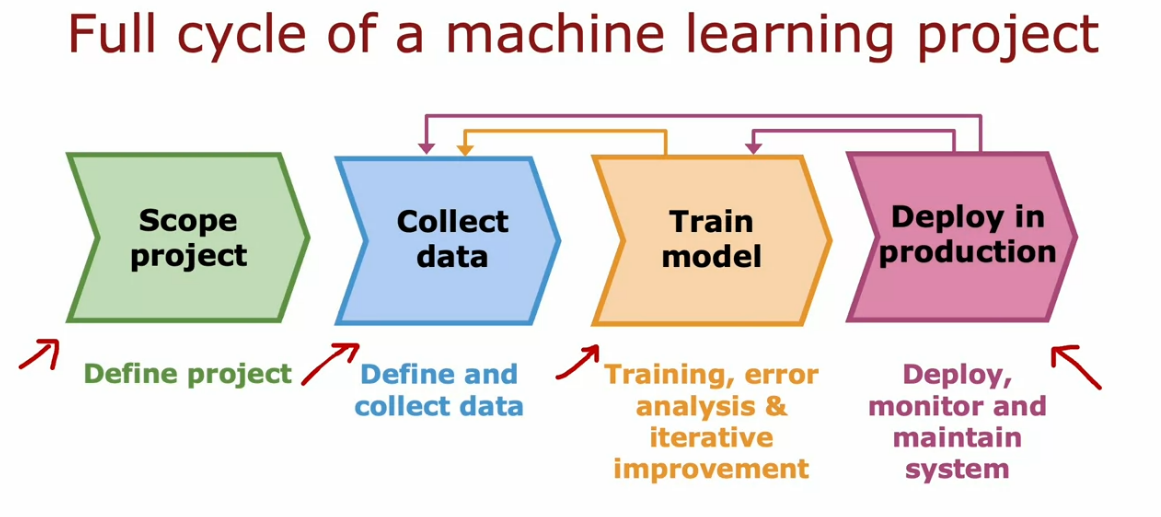 Full cycle of a machine learning project
Scope
project
Collect
data
Train
model
Deploy in
production
Define project
Define and
collect data
Training, error
analysis &
iterative
improvement
Deploy,
monitor and
maintain
system